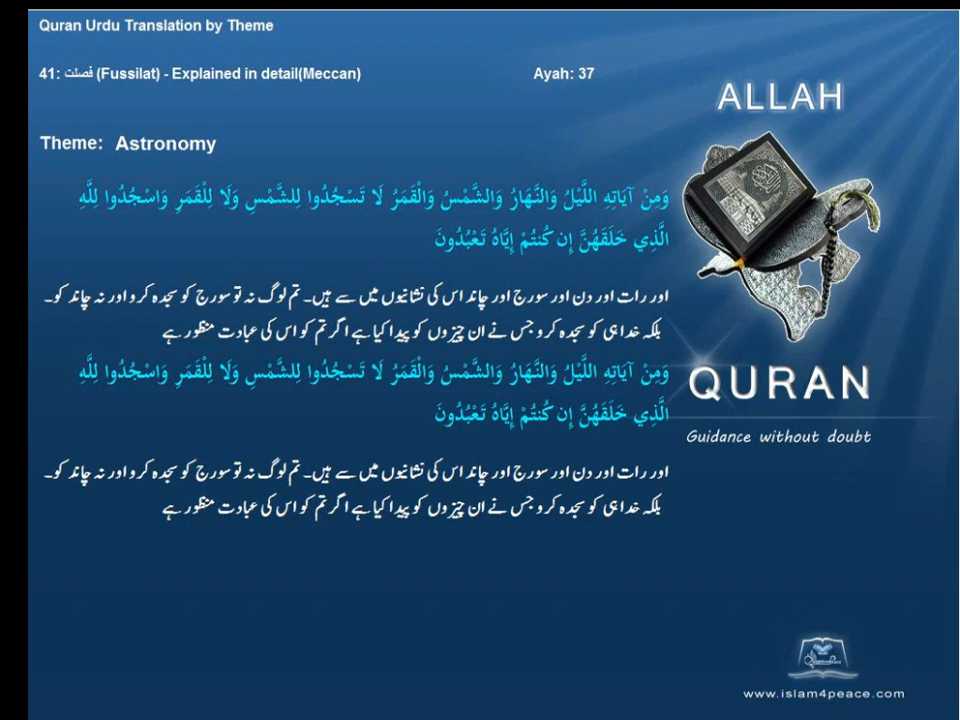 Quran Urdu Translation by Theme
41: فصلت (Fussilat) - Explained in detail(Meccan) Ayah: 37
Theme: Astronomy
وَمِنْ آيَاتِهِ اللَّيْلُ وَالنَّهَارُ وَالشَّمْسُ وَالْقَمَرُ لَا تَسْجُدُوا لِلشَّمْسِ وَلَا لِلْقَمَرِ وَاسْجُدُوا لِلَّهِ
الَّذِي خَلَقَهُنَّ إِن كُنتُمْ إِيَّاهُ تَعْبُدُونَ
اور رات اور دن اور سورج اور چاند اس کی نشانیوں میں سے ہیں۔ تم لوگ نہ تو سورج کو سجدہ کرو اور نہ چاند کو۔
بلکہ خدا ہی کو سجدہ کرو جس نے ان چیزوں کو پیدا کیا ہے اگر تم کو اس کی عبادت منظور ہے
وَمِنْ آيَاتِهِ اللَّيْلُ وَالنَّهَارُ وَالشَّمْسُ وَالْقَمَرُ لَا تَسْجُدُوا لِلشَّمْسِ وَلَا لِلْقَمَرِ وَاسْجُدُوا لِلَّهِ
الَّذِي خَلَقَهُنَّ إِن كُنتُمْ إِيَّاهُ تَعْبُدُونَ
اور رات اور دن اور سورج اور چاند اس کی نشانیوں میں سے ہیں۔ تم لوگ نہ تو سورج کو سجدہ کرو اور نہ چاند کو۔
بلکہ خدا ہی کو سجدہ کرو جس نے ان چیزوں کو پیدا کیا ہے اگر تم کو اس کی عبادت منظور ہے
ALLAH
QURAN
Guidance without doubt
www.islam4peace.com